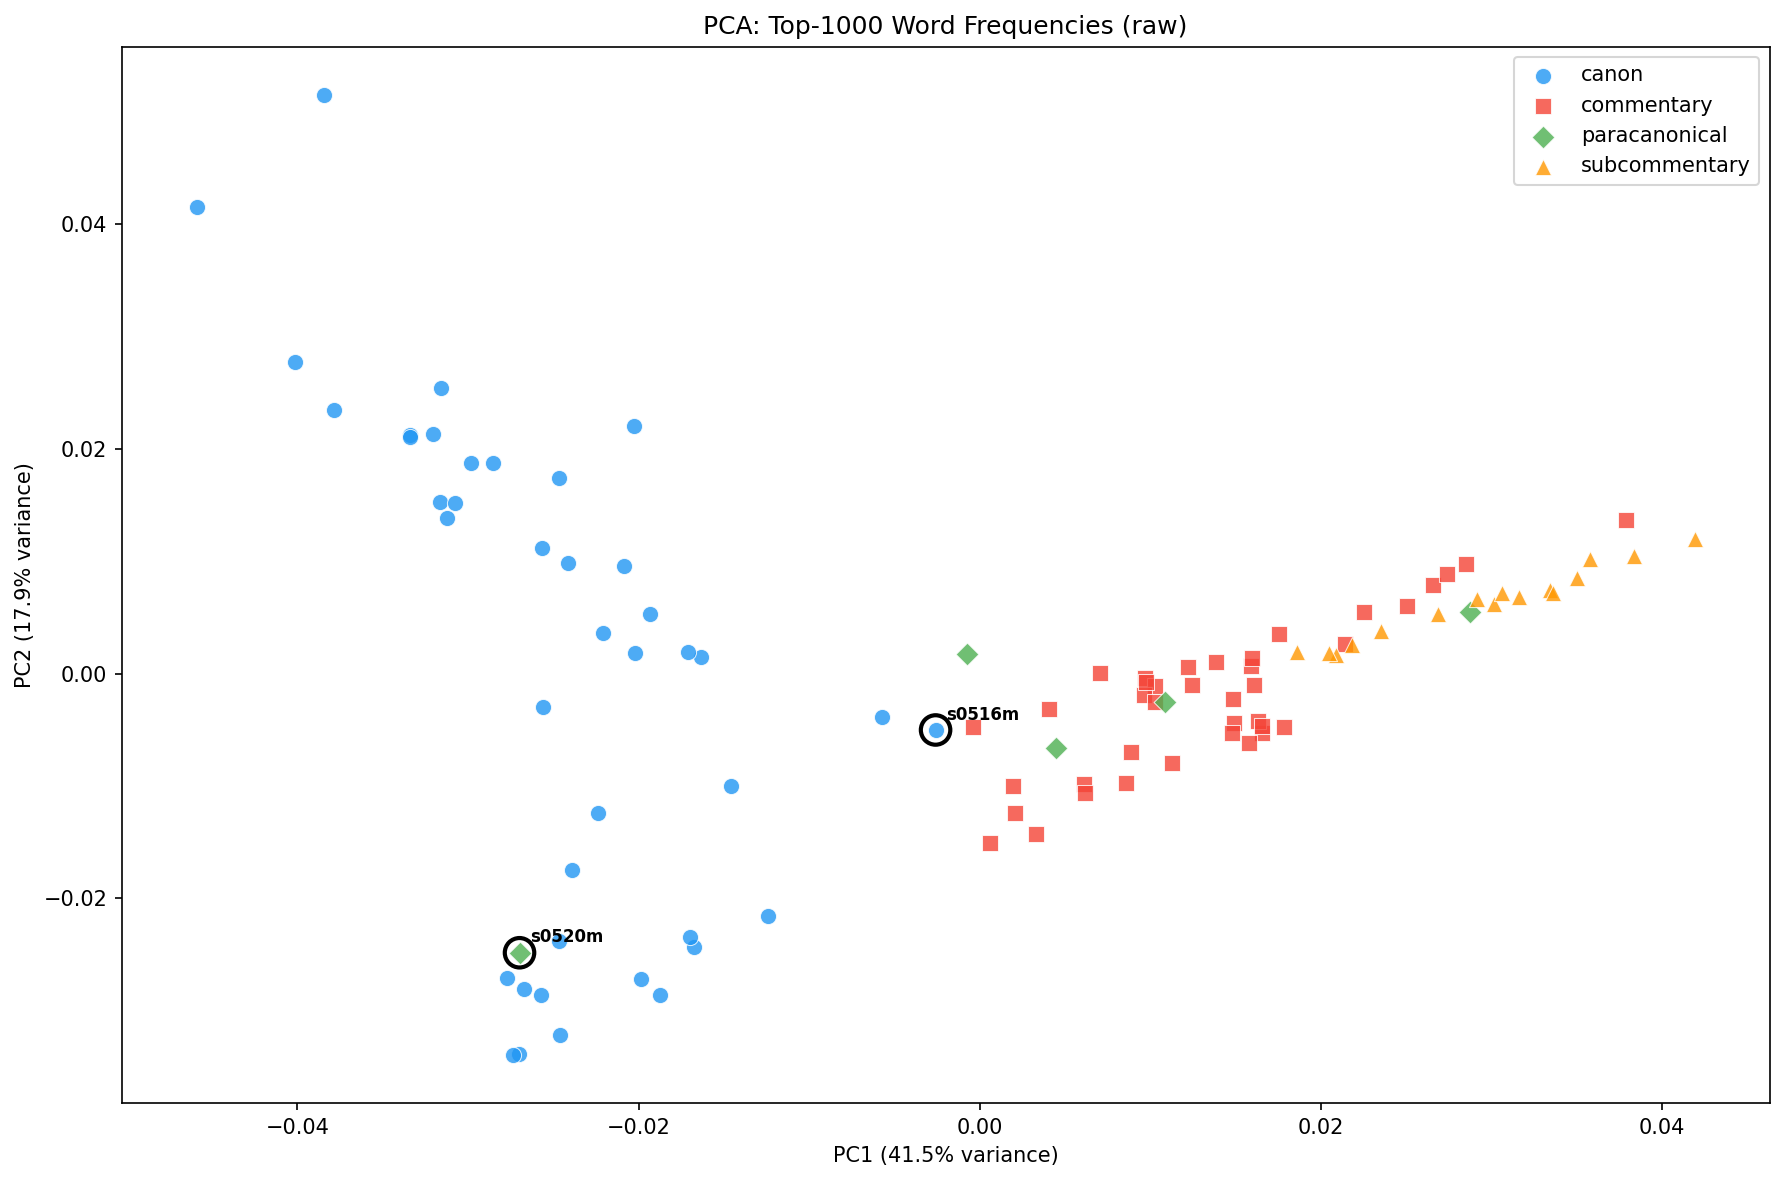 PCA: Top-1000 Word Frequencies (raw)
canon
commentary
paracanonical
subcommentary
0.04
0.02
0.00
−0.02
PC2 (17.9% variance)
s0516m
s0520m
−0.04
−0.02
0.00
0.02
0.04
PC1 (41.5% variance)